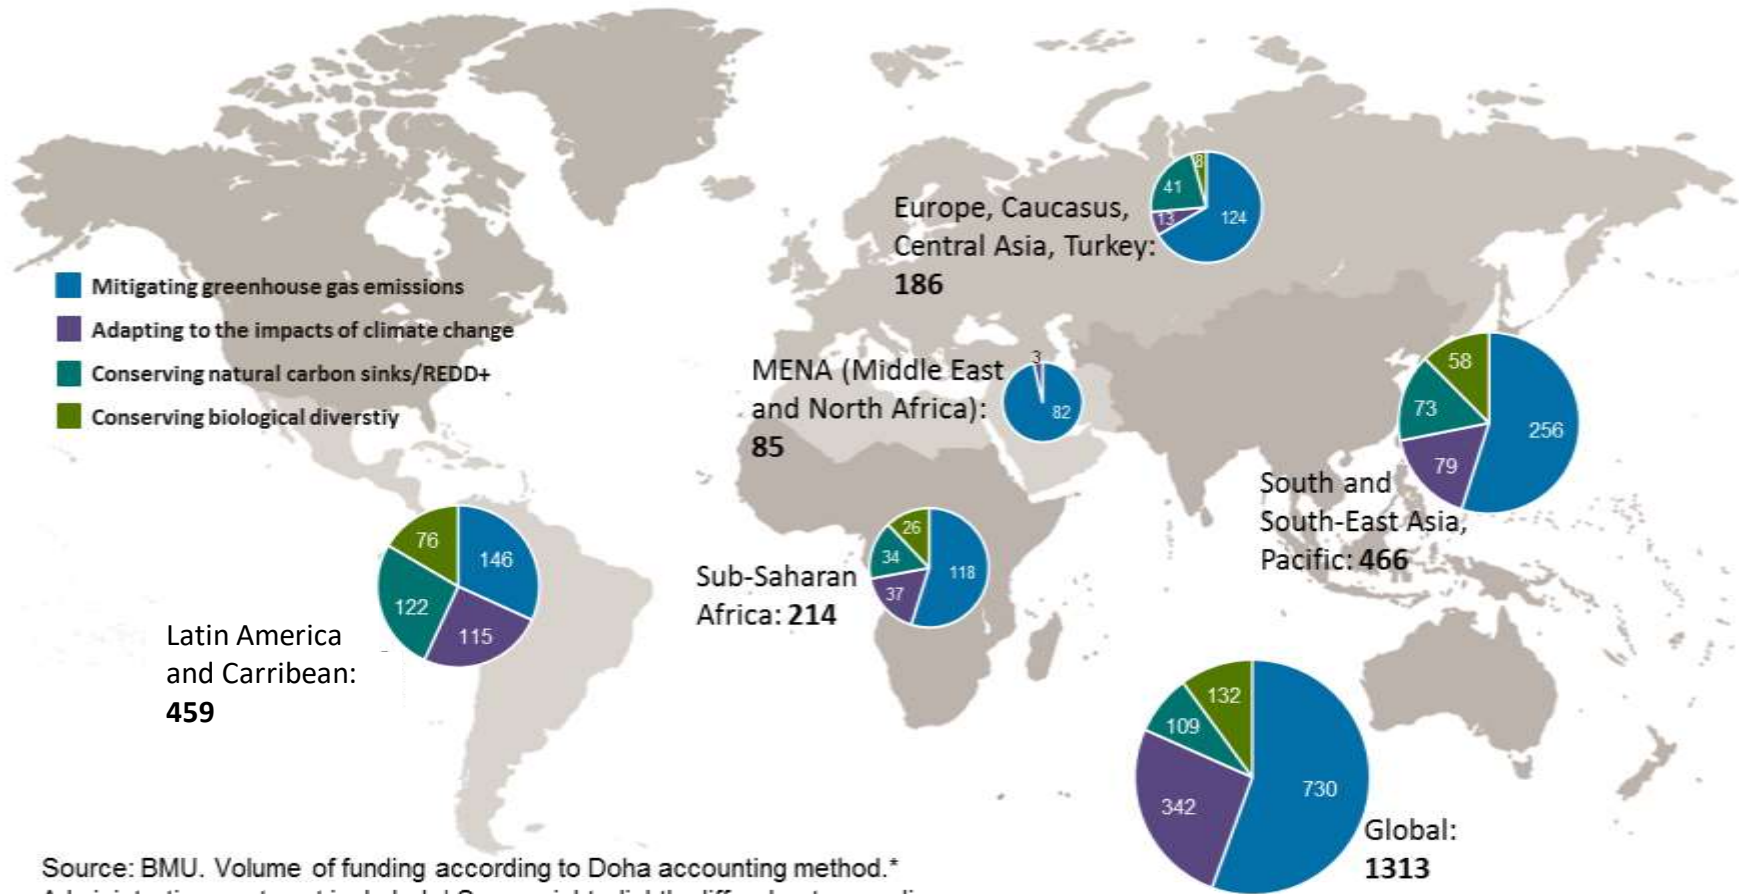 8
41
13
124
Europe, Caucasus,
Central Asia, Turkey:
186
Mitigating greenhouse gas emissions
Adapting to the impacts of climate change
Conserving natural carbon sinks/REDD+
Conserving biological diverstiy
3
82
MENA (Middle East
and North Africa):
85
58
73
256
79
South and
South-East Asia,
Pacific: 466
76
146
122
115
Latin America
and Carribean:
459
26
34
118
37
Sub-Saharan
Africa: 214
132
109
730
342
Global:
1313
Source: BMU. Volume of funding according to Doha accounting method.*